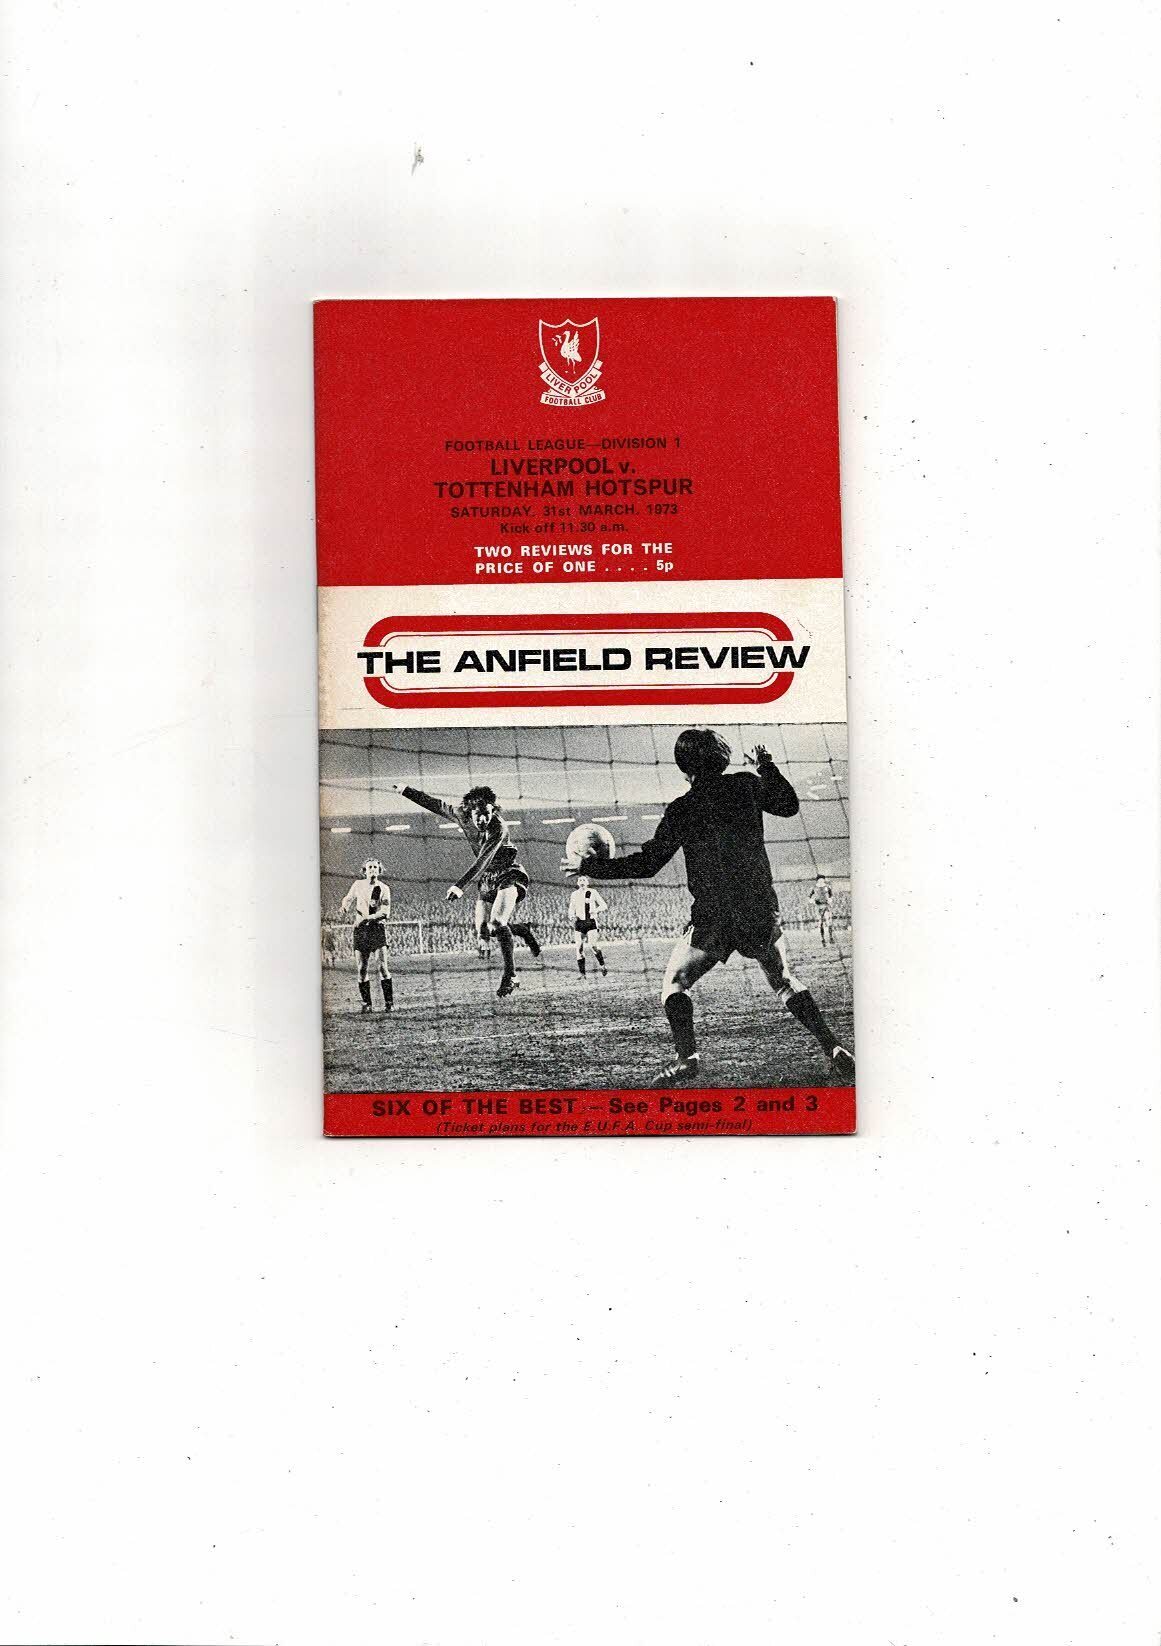 LIVERPOOL
FOOTBALL CLUB
FOOTBALL LEAGUE—DIVISION 1
LIVERPOOL v.
TOTTENHAM HOTSPUR
SATURDAY, 31st MARCH, 1973
Kick off 11.30 a.m.
TWO REVIEWS FOR THE
PRICE OF ONE . . . . 5p
THE ANFIELD REVIEW
SIX OF THE BEST — See Pages 2 and 3
(Ticket plans for the E.U.F.A. Cup semi-final)